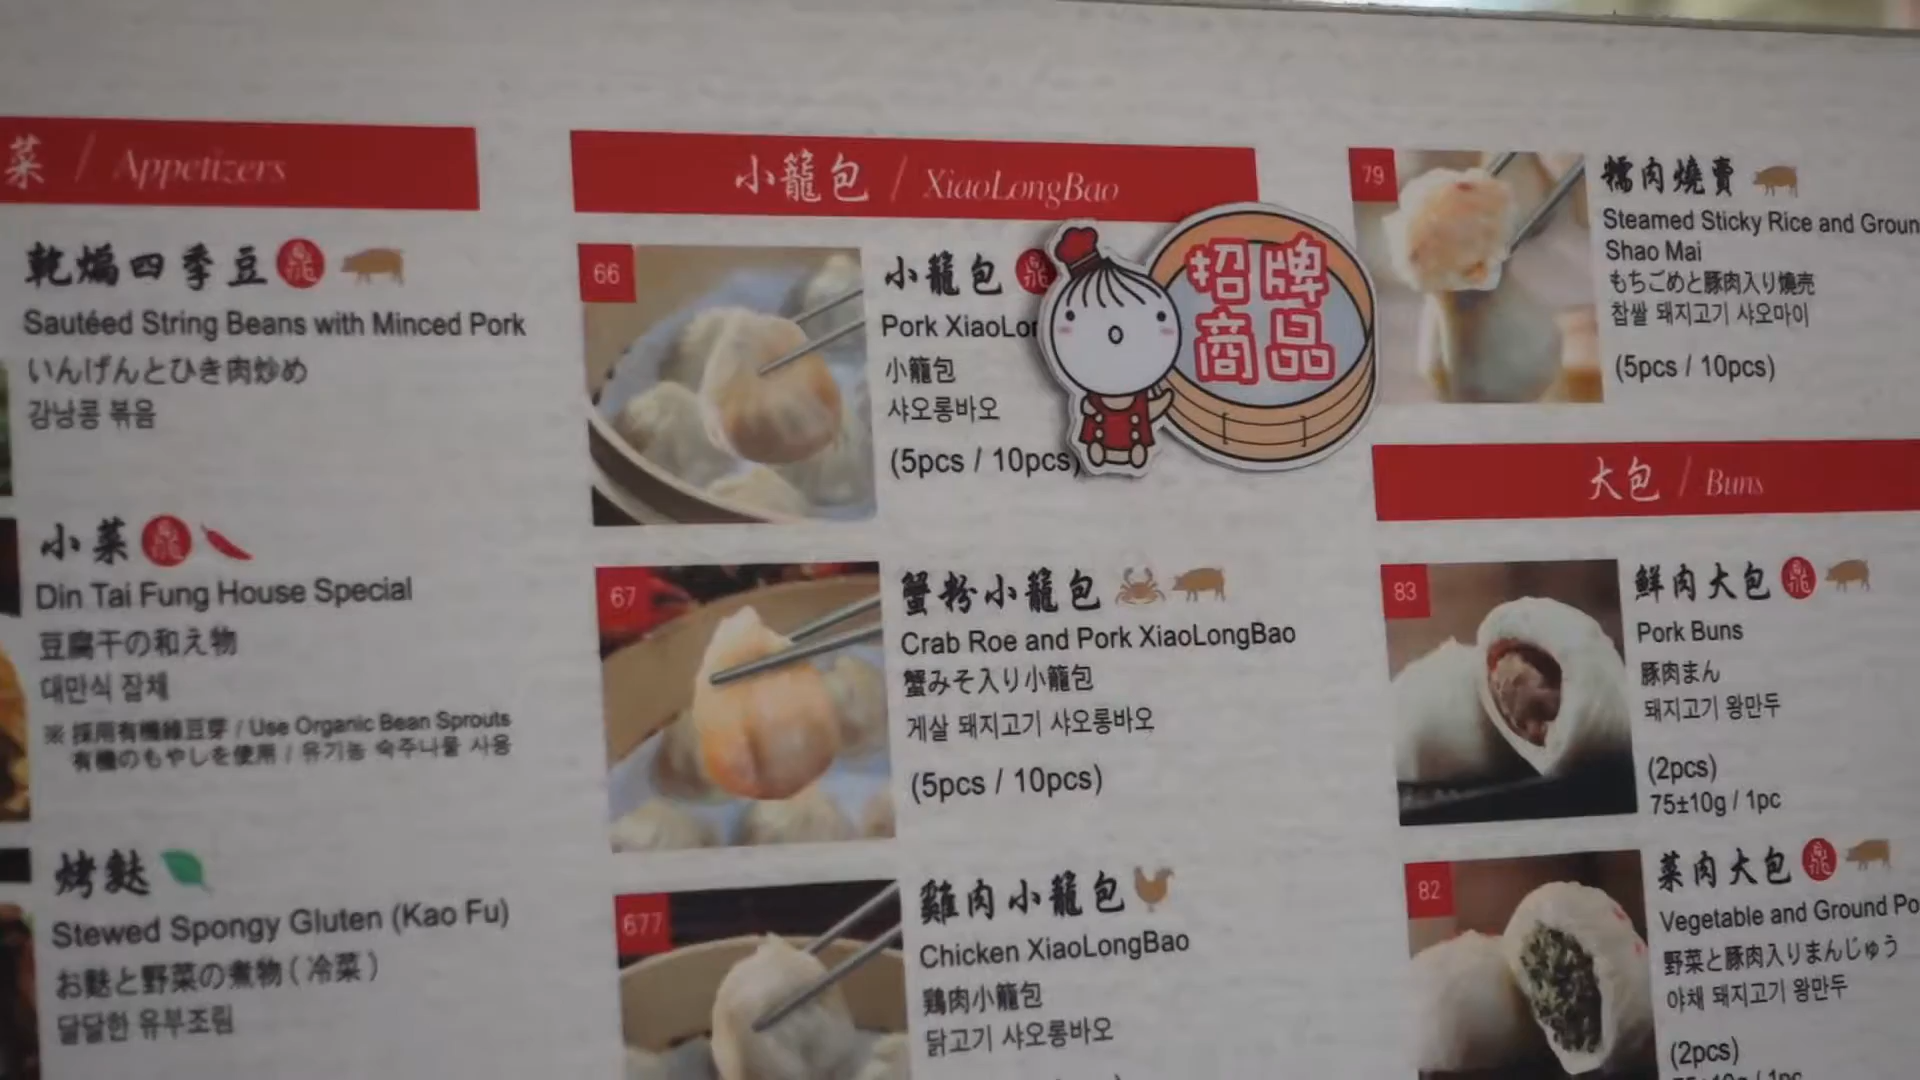 菜 / Appetizers
乾煸四季豆 鼎
Sautéed String Beans with Minced Pork
いんげんとひき肉炒め
강낭콩 볶음
小菜 鼎
Din Tai Fung House Special
豆腐干の和え物
대만식 잡채
※ 採用有機綠豆芽 / Use Organic Bean Sprouts
有機のもやしを使用 / 유기농 숙주나물 사용
烤麩
Stewed Spongy Gluten (Kao Fu)
お麩と野菜の煮物(冷菜)
달달한 유부조림
小籠包 / XiaoLongBao
66
小籠包 鼎
Pork XiaoLon
小籠包
샤오롱바오
(5pcs / 10pcs)
招牌
商品
67
蟹粉小籠包
Crab Roe and Pork XiaoLongBao
蟹みそ入り小籠包
게살 돼지고기 샤오롱바오
(5pcs / 10pcs)
677
雞肉小籠包
Chicken XiaoLongBao
鶏肉小籠包
닭고기 샤오롱바오
79
糯肉燒賣
Steamed Sticky Rice and Groun
Shao Mai
もちごめと豚肉入り焼売
찹쌀 돼지고기 샤오마이
(5pcs / 10pcs)
大包 / Buns
83
鮮肉大包 鼎
Pork Buns
豚肉まん
돼지고기 왕만두
(2pcs)
75±10g / 1pc
82
菜肉大包 鼎
Vegetable and Ground Po
野菜と豚肉入りまんじゅう
야채 돼지고기 왕만두
(2pcs)